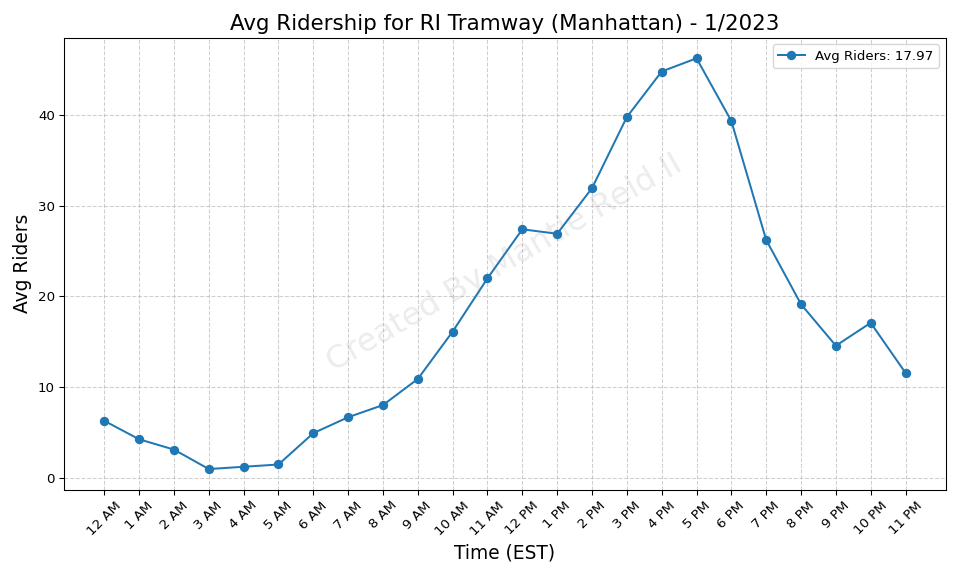 Avg Ridership for RI Tramway (Manhattan) - 1/2023
Avg Riders: 17.97
Avg Riders
40
30
20
10
0
Created By Mantie Reid II
12 AM
1 AM
2 AM
3 AM
4 AM
5 AM
6 AM
7 AM
8 AM
9 AM
10 AM
11 AM
12 PM
1 PM
2 PM
3 PM
4 PM
5 PM
6 PM
7 PM
8 PM
9 PM
10 PM
11 PM
Time (EST)